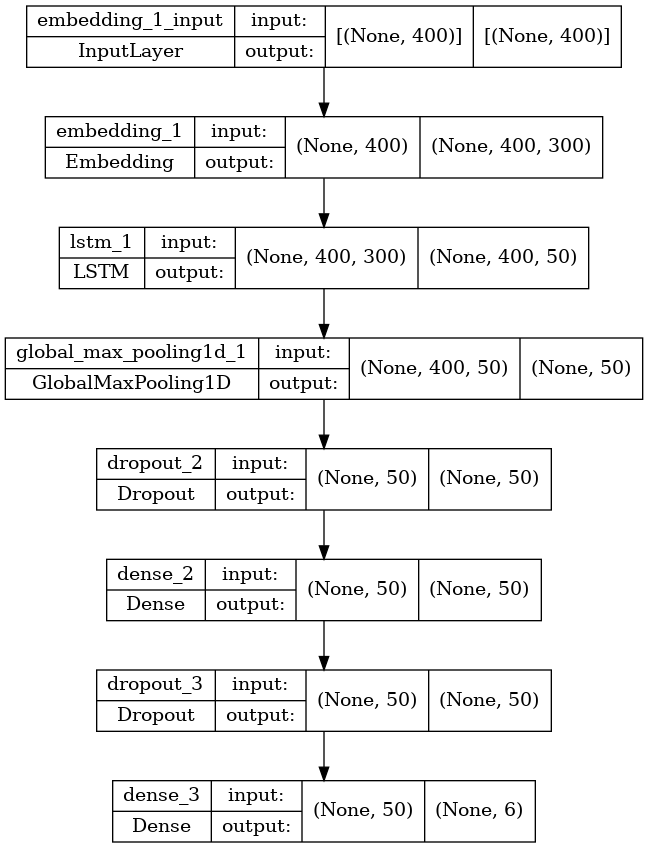 embedding_1_input input: [(None, 400)] [(None, 400)]
InputLayer output:
embedding_1 input: (None, 400) (None, 400, 300)
Embedding output:
lstm_1 input: (None, 400, 300) (None, 400, 50)
LSTM output:
global_max_pooling1d_1 input: (None, 400, 50) (None, 50)
GlobalMaxPooling1D output:
dropout_2 input: (None, 50) (None, 50)
Dropout output:
dense_2 input: (None, 50) (None, 50)
Dense output:
dropout_3 input: (None, 50) (None, 50)
Dropout output:
dense_3 input: (None, 50) (None, 6)
Dense output: